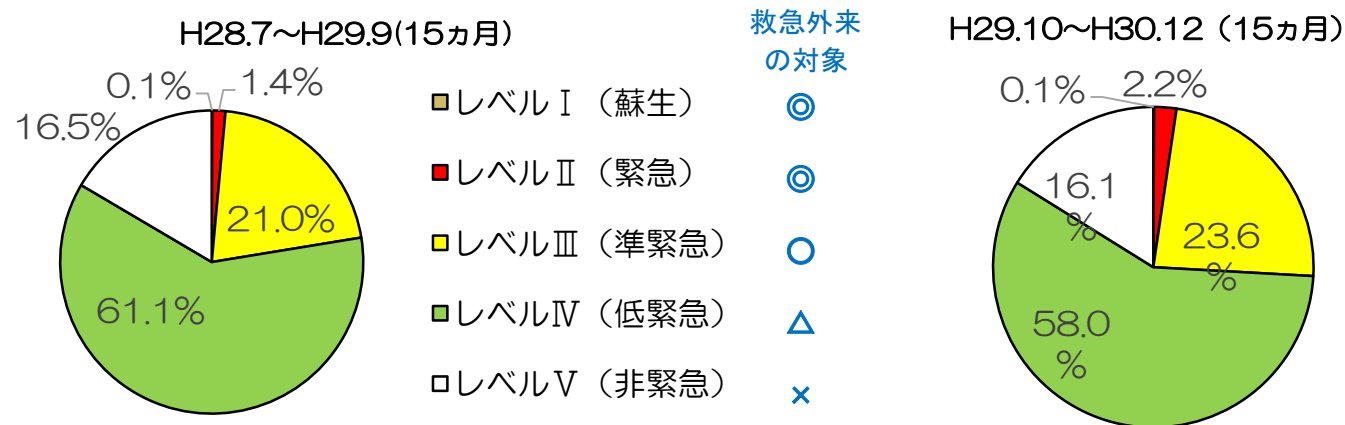 H28.7～H29.9(15ヵ月)
0.1%
1.4%
16.5%
21.0%
61.1%
救急外来
の対象
レベルⅠ（蘇生）
◎
レベルⅡ（緊急）
◎
レベルⅢ（準緊急）
○
レベルⅣ（低緊急）
△
レベルⅤ（非緊急）
×
H29.10～H30.12（15ヵ月）
0.1%
2.2%
16.1
%
23.6
%
58.0
%